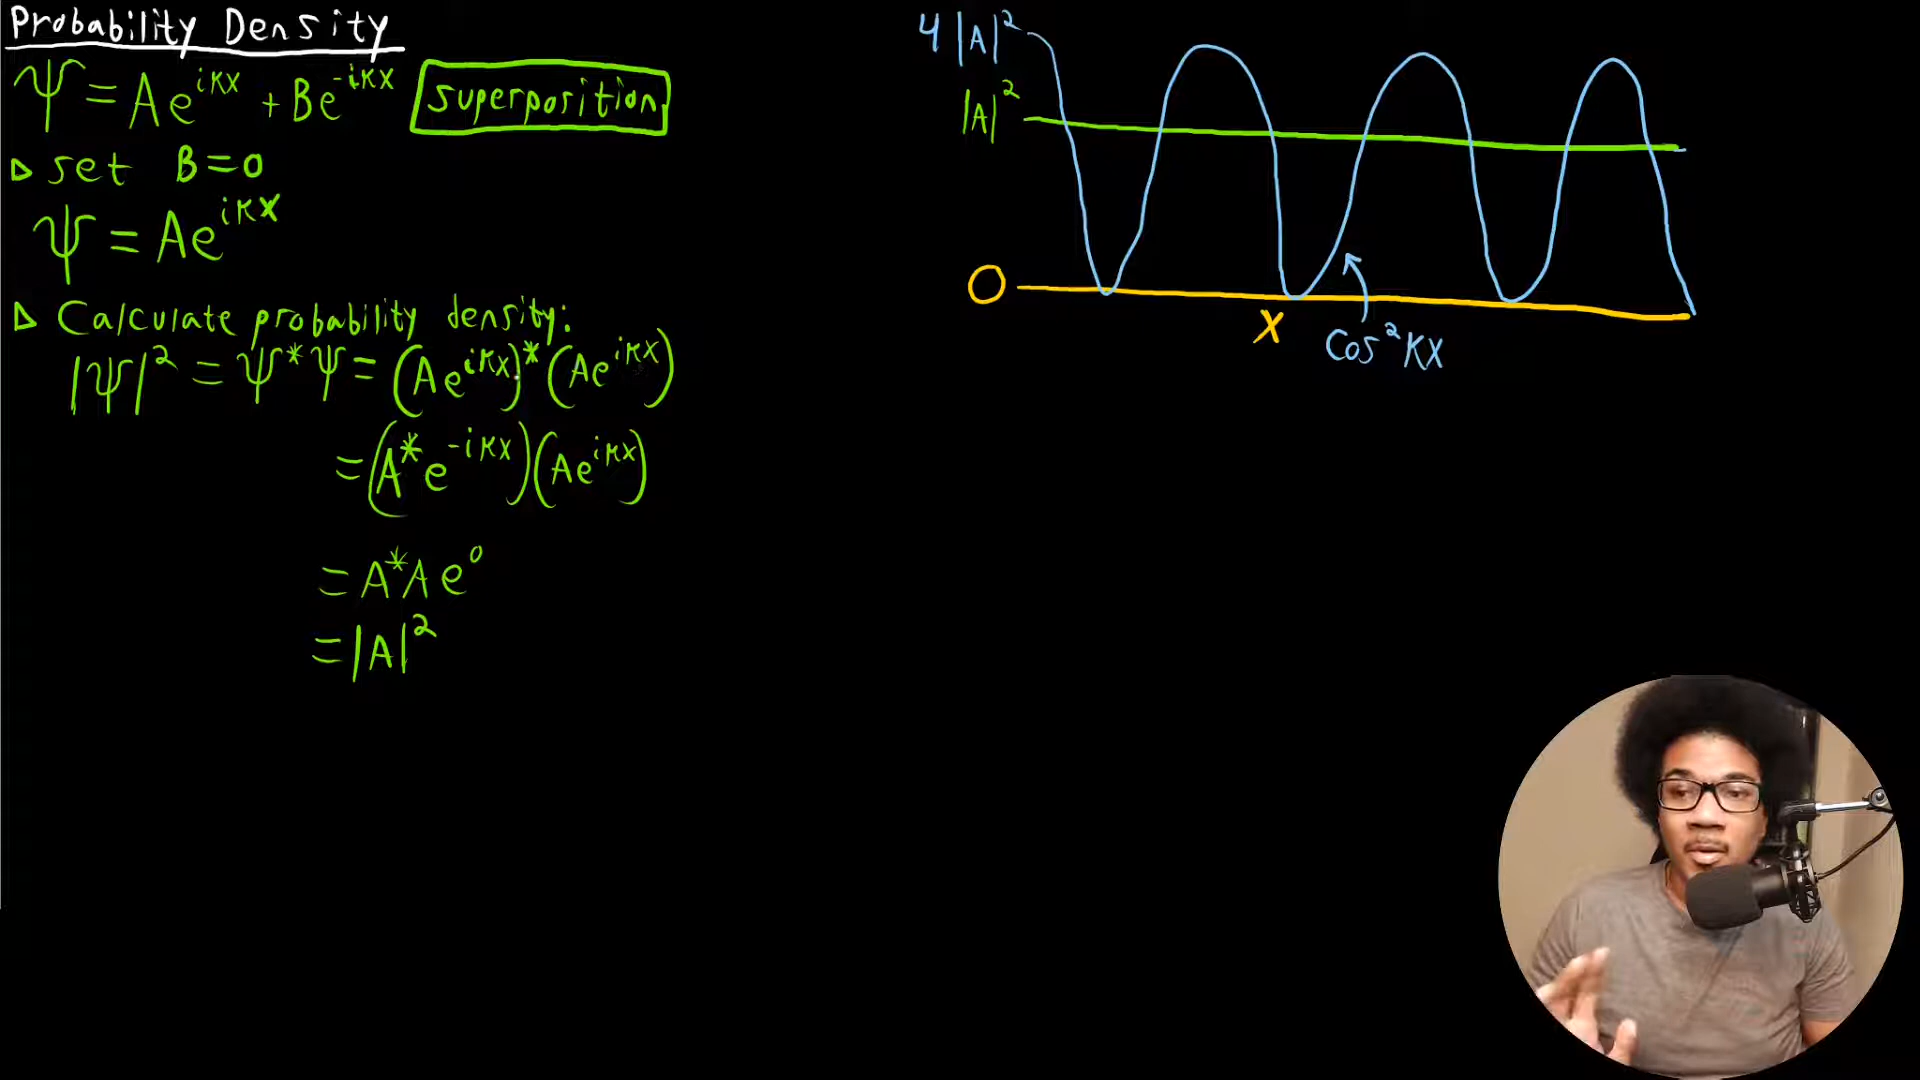 Probability Density
Ψ = Ae^{iKx} + Be^{-iKx} superposition
▷ set B=0
Ψ = Ae^{iKx}
▷ Calculate probability density:
|Ψ|² = Ψ*Ψ = (Ae^{iKx})*(Ae^{iKx})
= (A*e^{-iKx})(Ae^{iKx})
= A*Ae⁰
= |A|²
4|A|²
|A|²
0
x
Cos²Kx